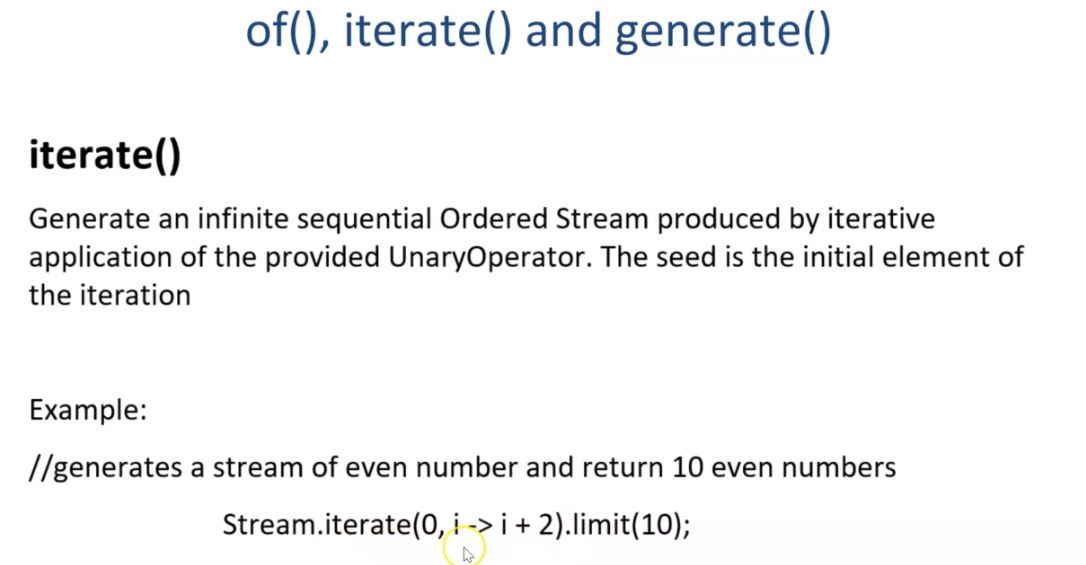 of(), iterate() and generate()
iterate()
Generate an infinite sequential Ordered Stream produced by iterative
application of the provided UnaryOperator. The seed is the initial element of
the iteration
Example:
//generates a stream of even number and return 10 even numbers
Stream.iterate(0, i -> i + 2).limit(10);